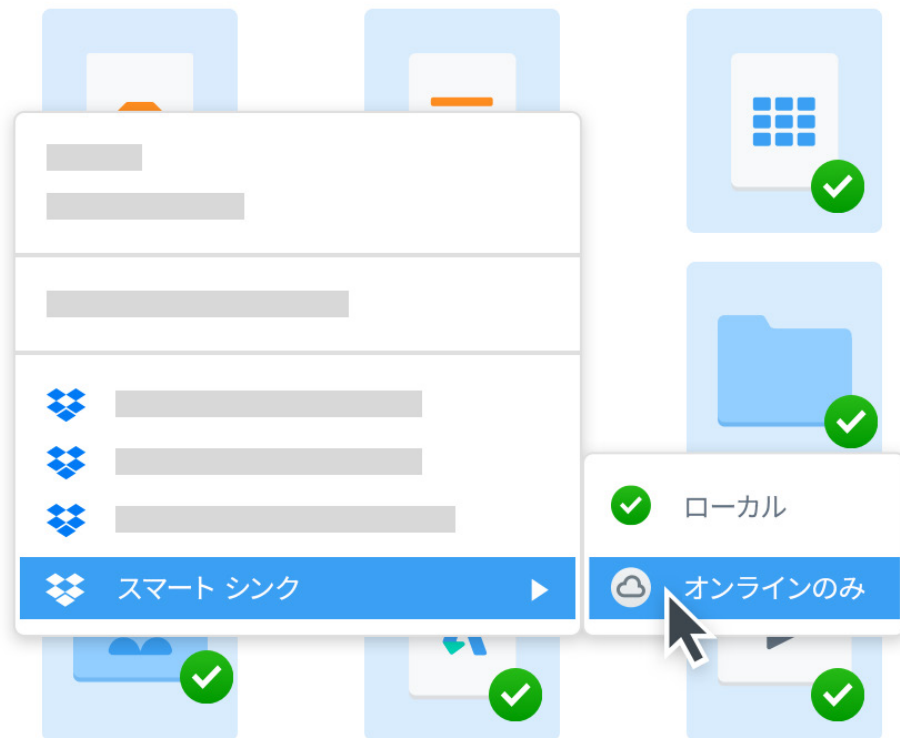 ローカル
スマート シンク
オンラインのみ